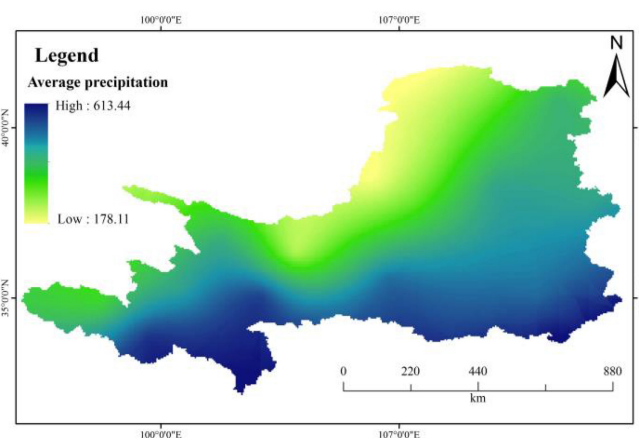 100°0'0"E 107°0'0"E
Legend
N
Average precipitation
High : 613.44
40°0'0"N
Low : 178.11
35°0'0"N
0 220 440 880
km
100°0'0"E 107°0'0"E